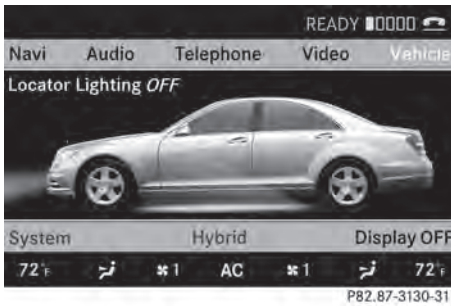 READY
Navi Audio Telephone Video Vehicle
Locator Lighting OFF
System Hybrid Display OFF
72°F 1 AC 1 72°F
P82.87-3130-31